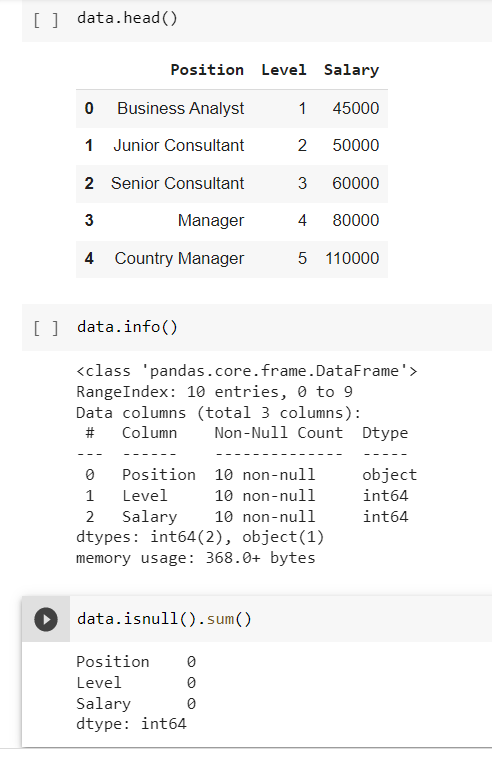 [ ] data.head()
Position Level Salary
0 Business Analyst 1 45000
1 Junior Consultant 2 50000
2 Senior Consultant 3 60000
3 Manager 4 80000
4 Country Manager 5 110000
[ ] data.info()
<class 'pandas.core.frame.DataFrame'>
RangeIndex: 10 entries, 0 to 9
Data columns (total 3 columns):
# Column Non-Null Count Dtype
--- ------ -------------- -----
0 Position 10 non-null object
1 Level 10 non-null int64
2 Salary 10 non-null int64
dtypes: int64(2), object(1)
memory usage: 368.0+ bytes
data.isnull().sum()
Position 0
Level 0
Salary 0
dtype: int64